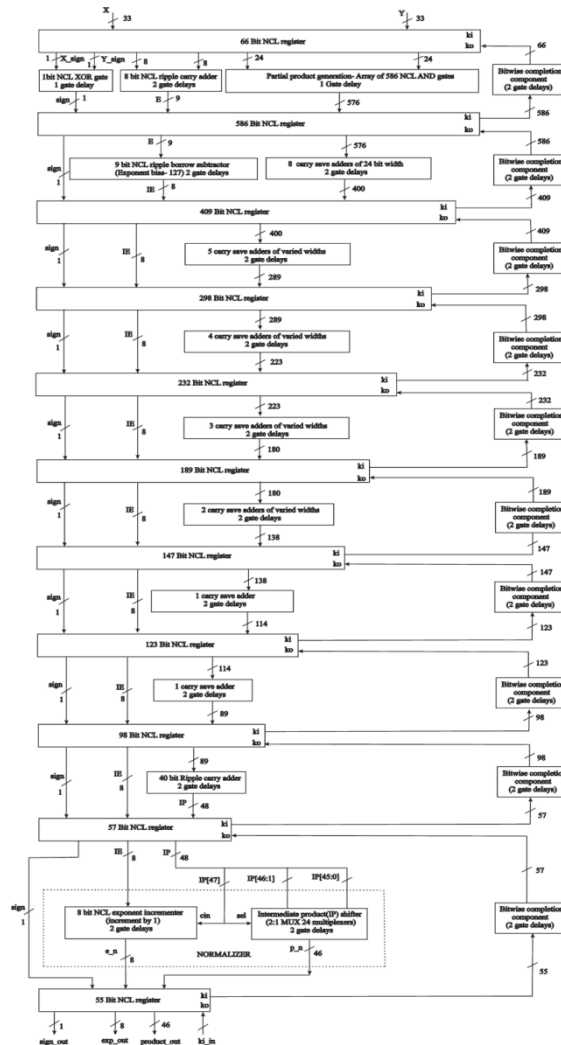 X
Y
33
33
66 Bit NCL register
ki
ko
66
1
X_sign
1
Y_sign
8
8
24
24
1bit NCL XOR gate
1 gate delay
8 bit NCL ripple carry adder
2 gate delays
Partial product generation- Array of 586 NCL AND gates
1 Gate delay
Bitwise completion
component
(2 gate delays)
sign
1
E
9
576
586
586 Bit NCL register
ki
ko
586
E
9
576
sign
1
9 bit NCL ripple borrow subtractor
(Exponent bias- 127) 2 gate delays
8 carry save adders of 24 bit width
2 gate delays
Bitwise completion
component
(2 gate delays)
IE
8
400
409
409 Bit NCL register
ki
ko
409
400
sign
1
IE
8
5 carry save adders of varied widths
2 gate delays
Bitwise completion
component
(2 gate delays)
289
298
298 Bit NCL register
ki
ko
298
289
sign
1
IE
8
4 carry save adders of varied widths
2 gate delays
Bitwise completion
component
(2 gate delays)
223
232
232 Bit NCL register
ki
ko
232
223
sign
1
IE
8
3 carry save adders of varied widths
2 gate delays
Bitwise completion
component
(2 gate delays)
180
189
189 Bit NCL register
ki
ko
189
180
sign
1
IE
8
2 carry save adders of varied widths
2 gate delays
Bitwise completion
component
(2 gate delays)
138
147
147 Bit NCL register
ki
ko
147
138
sign
1
IE
8
1 carry save adder
2 gate delays
Bitwise completion
component
(2 gate delays)
114
123
123 Bit NCL register
ki
ko
123
114
sign
1
IE
8
1 carry save adder
2 gate delays
Bitwise completion
component
(2 gate delays)
89
98
98 Bit NCL register
ki
ko
98
89
sign
1
IE
8
40 bit Ripple carry adder
2 gate delays
Bitwise completion
component
(2 gate delays)
IP
48
57
57 Bit NCL register
ki
ko
57
IE
8
IP
48
IP[47]
IP[46:1]
IP[45:0]
sign
1
8 bit NCL exponent incrementer
(increment by 1)
2 gate delays
cin
sel
Intermediate product(IP) shifter
(2:1 MUX 24 multiplexers)
2 gate delays
Bitwise completion
component
(2 gate delays)
NORMALIZER
e_n
8
p_n
46
55
55 Bit NCL register
ki
ko
1
8
46
sign_out
exp_out
product_out
ki_in